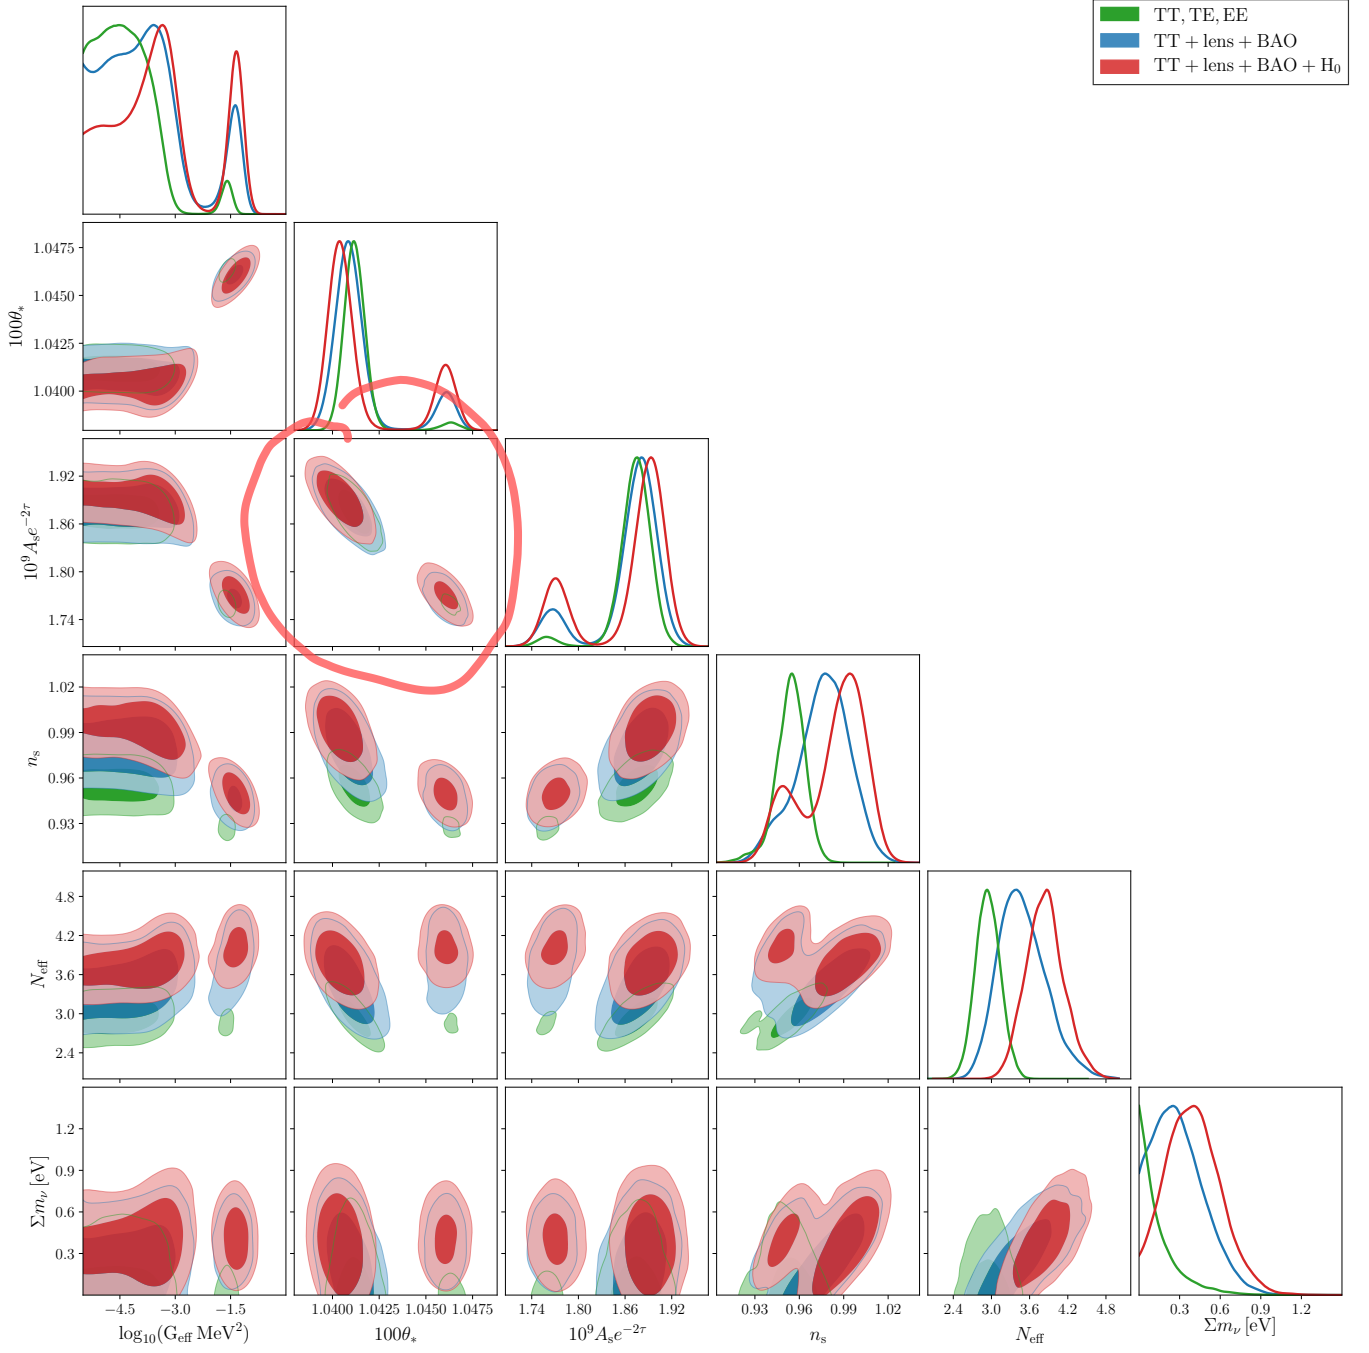 TT, TE, EE
TT + lens + BAO
TT + lens + BAO + H₀
1.0475
1.0450
1.0425
1.0400
100θ*
1.92
1.86
1.80
1.74
10⁹Aₛe⁻²τ
1.02
0.99
0.96
0.93
nₛ
4.8
4.2
3.6
3.0
2.4
N_eff
1.2
0.9
0.6
0.3
Σm_ν [eV]
−4.5 −3.0 −1.5
1.0400 1.0425 1.0450 1.0475
1.74 1.80 1.86 1.92
0.93 0.96 0.99 1.02
2.4 3.0 3.6 4.2 4.8
0.3 0.6 0.9 1.2
log₁₀(G_eff MeV²)
100θ*
10⁹Aₛe⁻²τ
nₛ
N_eff
Σm_ν [eV]